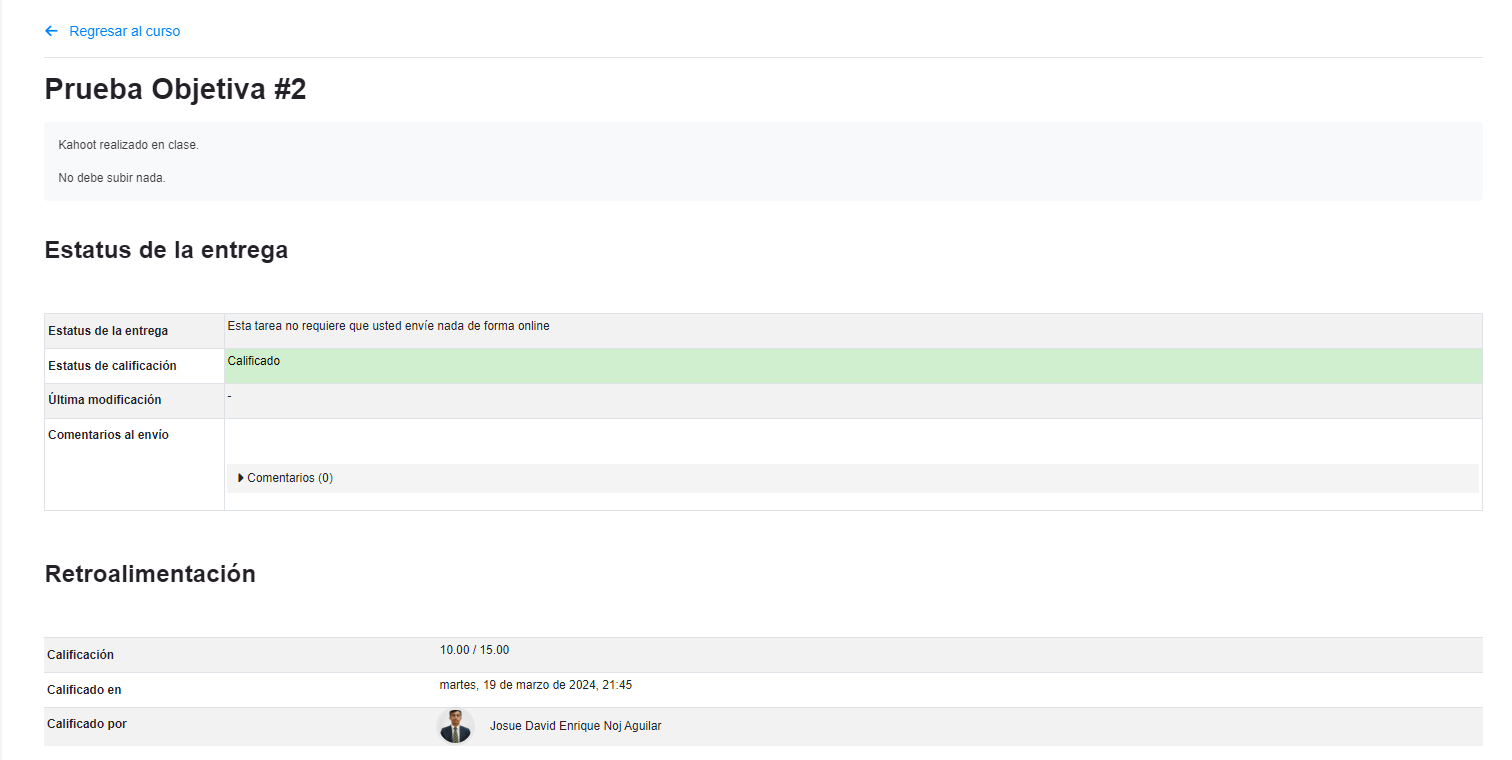 Regresar al curso
Prueba Objetiva #2
Kahoot realizado en clase.
No debe subir nada.
Estatus de la entrega
Estatus de la entrega Esta tarea no requiere que usted envíe nada de forma online
Estatus de calificación Calificado
Última modificación -
Comentarios al envío
Comentarios (0)
Retroalimentación
Calificación 10.00 / 15.00
Calificado en martes, 19 de marzo de 2024, 21:45
Calificado por Josue David Enrique Noj Aguilar